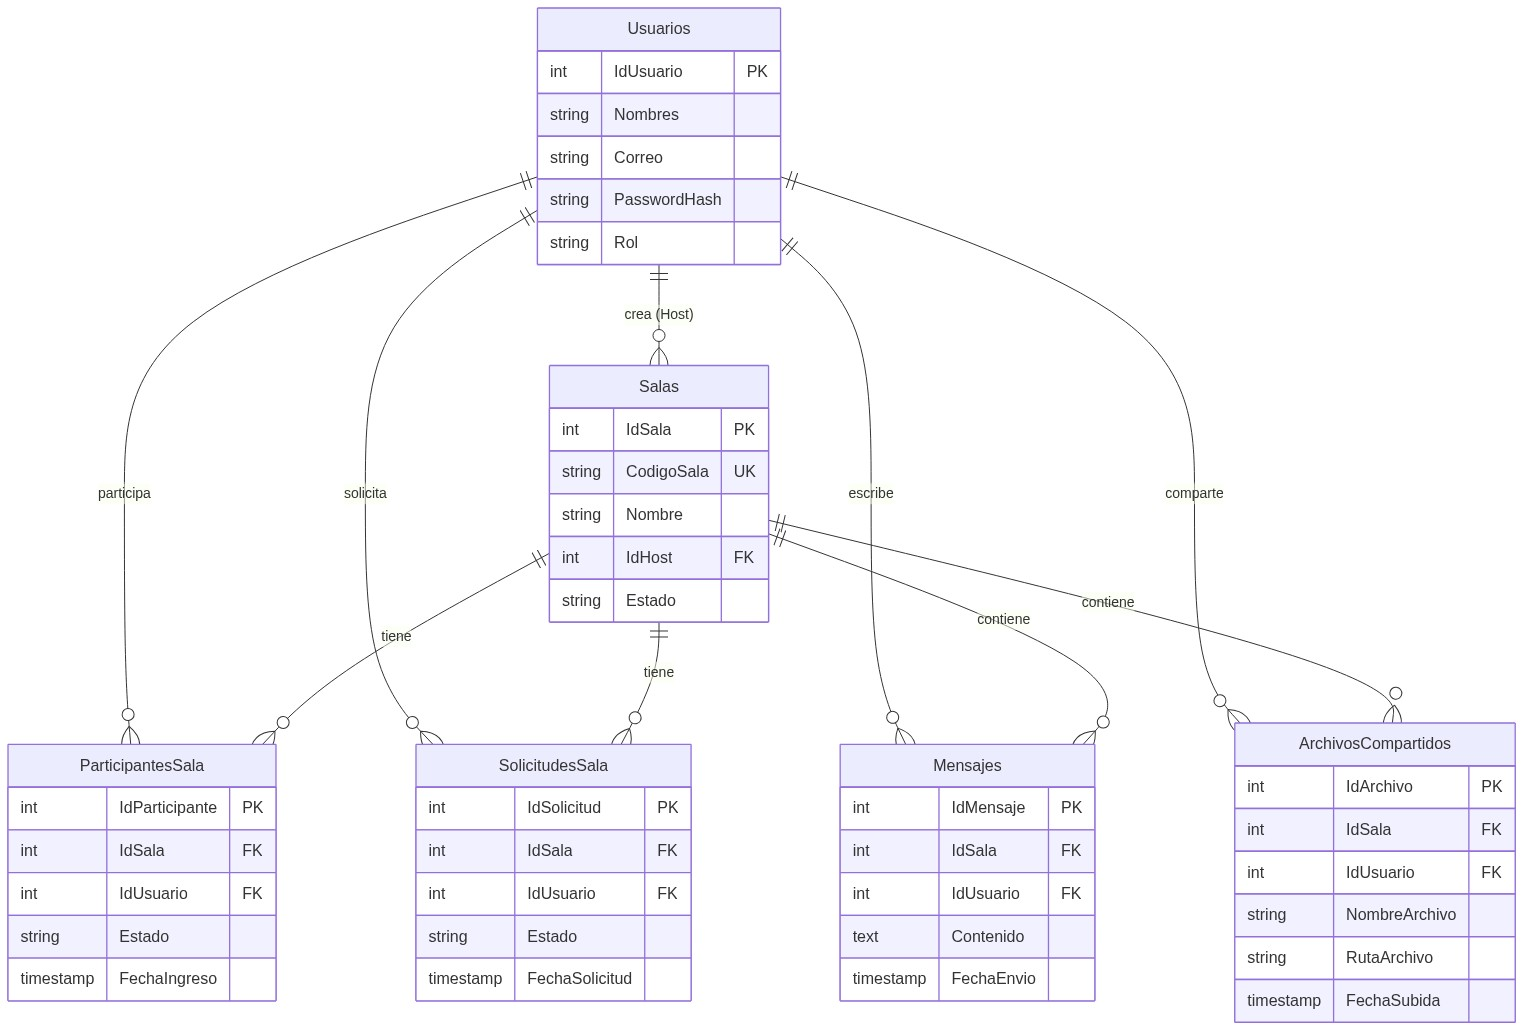 Usuarios
int IdUsuario PK
string Nombres
string Correo
string PasswordHash
string Rol
crea (Host)
Salas
int IdSala PK
string CodigoSala UK
string Nombre
int IdHost FK
string Estado
participa
solicita
escribe
comparte
contiene
contiene
tiene
tiene
ParticipantesSala
int IdParticipante PK
int IdSala FK
int IdUsuario FK
string Estado
timestamp FechaIngreso
SolicitudesSala
int IdSolicitud PK
int IdSala FK
int IdUsuario FK
string Estado
timestamp FechaSolicitud
Mensajes
int IdMensaje PK
int IdSala FK
int IdUsuario FK
text Contenido
timestamp FechaEnvio
ArchivosCompartidos
int IdArchivo PK
int IdSala FK
int IdUsuario FK
string NombreArchivo
string RutaArchivo
timestamp FechaSubida